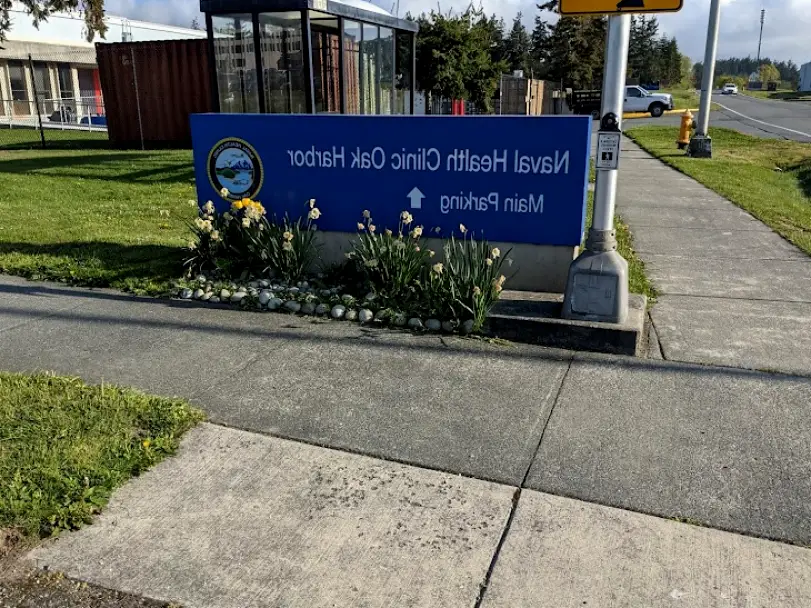 Naval Health Clinic Oak Harbor
Main Parking